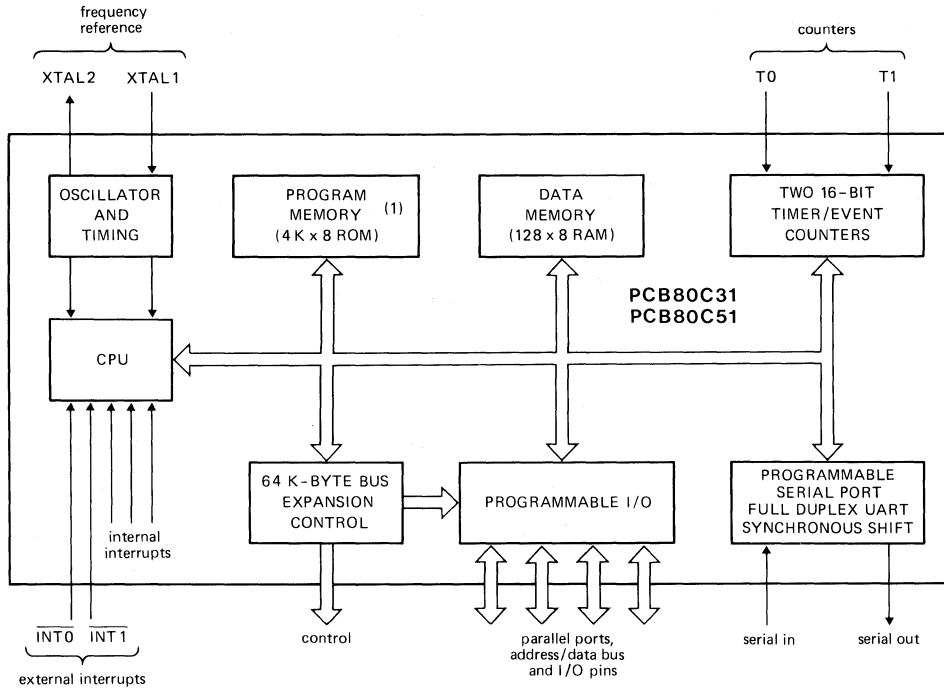 frequency
reference
XTAL2 XTAL1
counters
T0 T1
OSCILLATOR
AND
TIMING
PROGRAM
MEMORY (1)
(4K x 8 ROM)
DATA
MEMORY
(128 x 8 RAM)
TWO 16-BIT
TIMER/EVENT
COUNTERS
PCB80C31
PCB80C51
CPU
64 K-BYTE BUS
EXPANSION
CONTROL
PROGRAMMABLE I/O
PROGRAMMABLE
SERIAL PORT
FULL DUPLEX UART
SYNCHRONOUS SHIFT
internal
interrupts
INT0 INT1
external interrupts
control
parallel ports,
address/data bus
and I/O pins
serial in
serial out